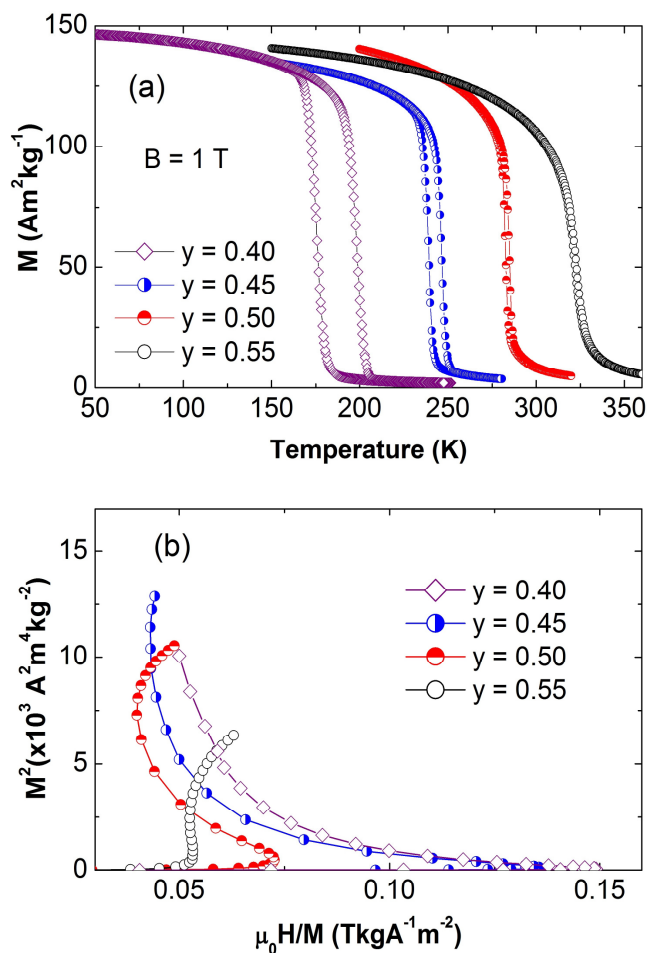 150
(a)
100
B = 1 T
50
y = 0.40
y = 0.45
y = 0.50
y = 0.55
0
50 100 150 200 250 300 350
M (Am²kg⁻¹)
Temperature (K)
15
(b)
10
5
0
y = 0.40
y = 0.45
y = 0.50
y = 0.55
0.05 0.10 0.15
M²(x10³ A²m⁴kg⁻²)
μ₀H/M (TkgA⁻¹m⁻²)